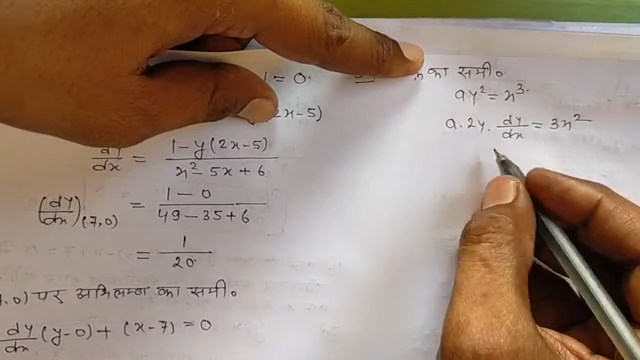 = 0.
2x-5)
dy/dx = 1-y(2x-5) / x²-5x+6
(dy/dx)(7,0) = 1-0 / 49-35+6
= 1/20.
,0) पर अभिलम्ब का समी०
dy/dx (y-0) + (x-7) = 0
का समी०
ay² = x³.
a.2y. dy/dx = 3x²